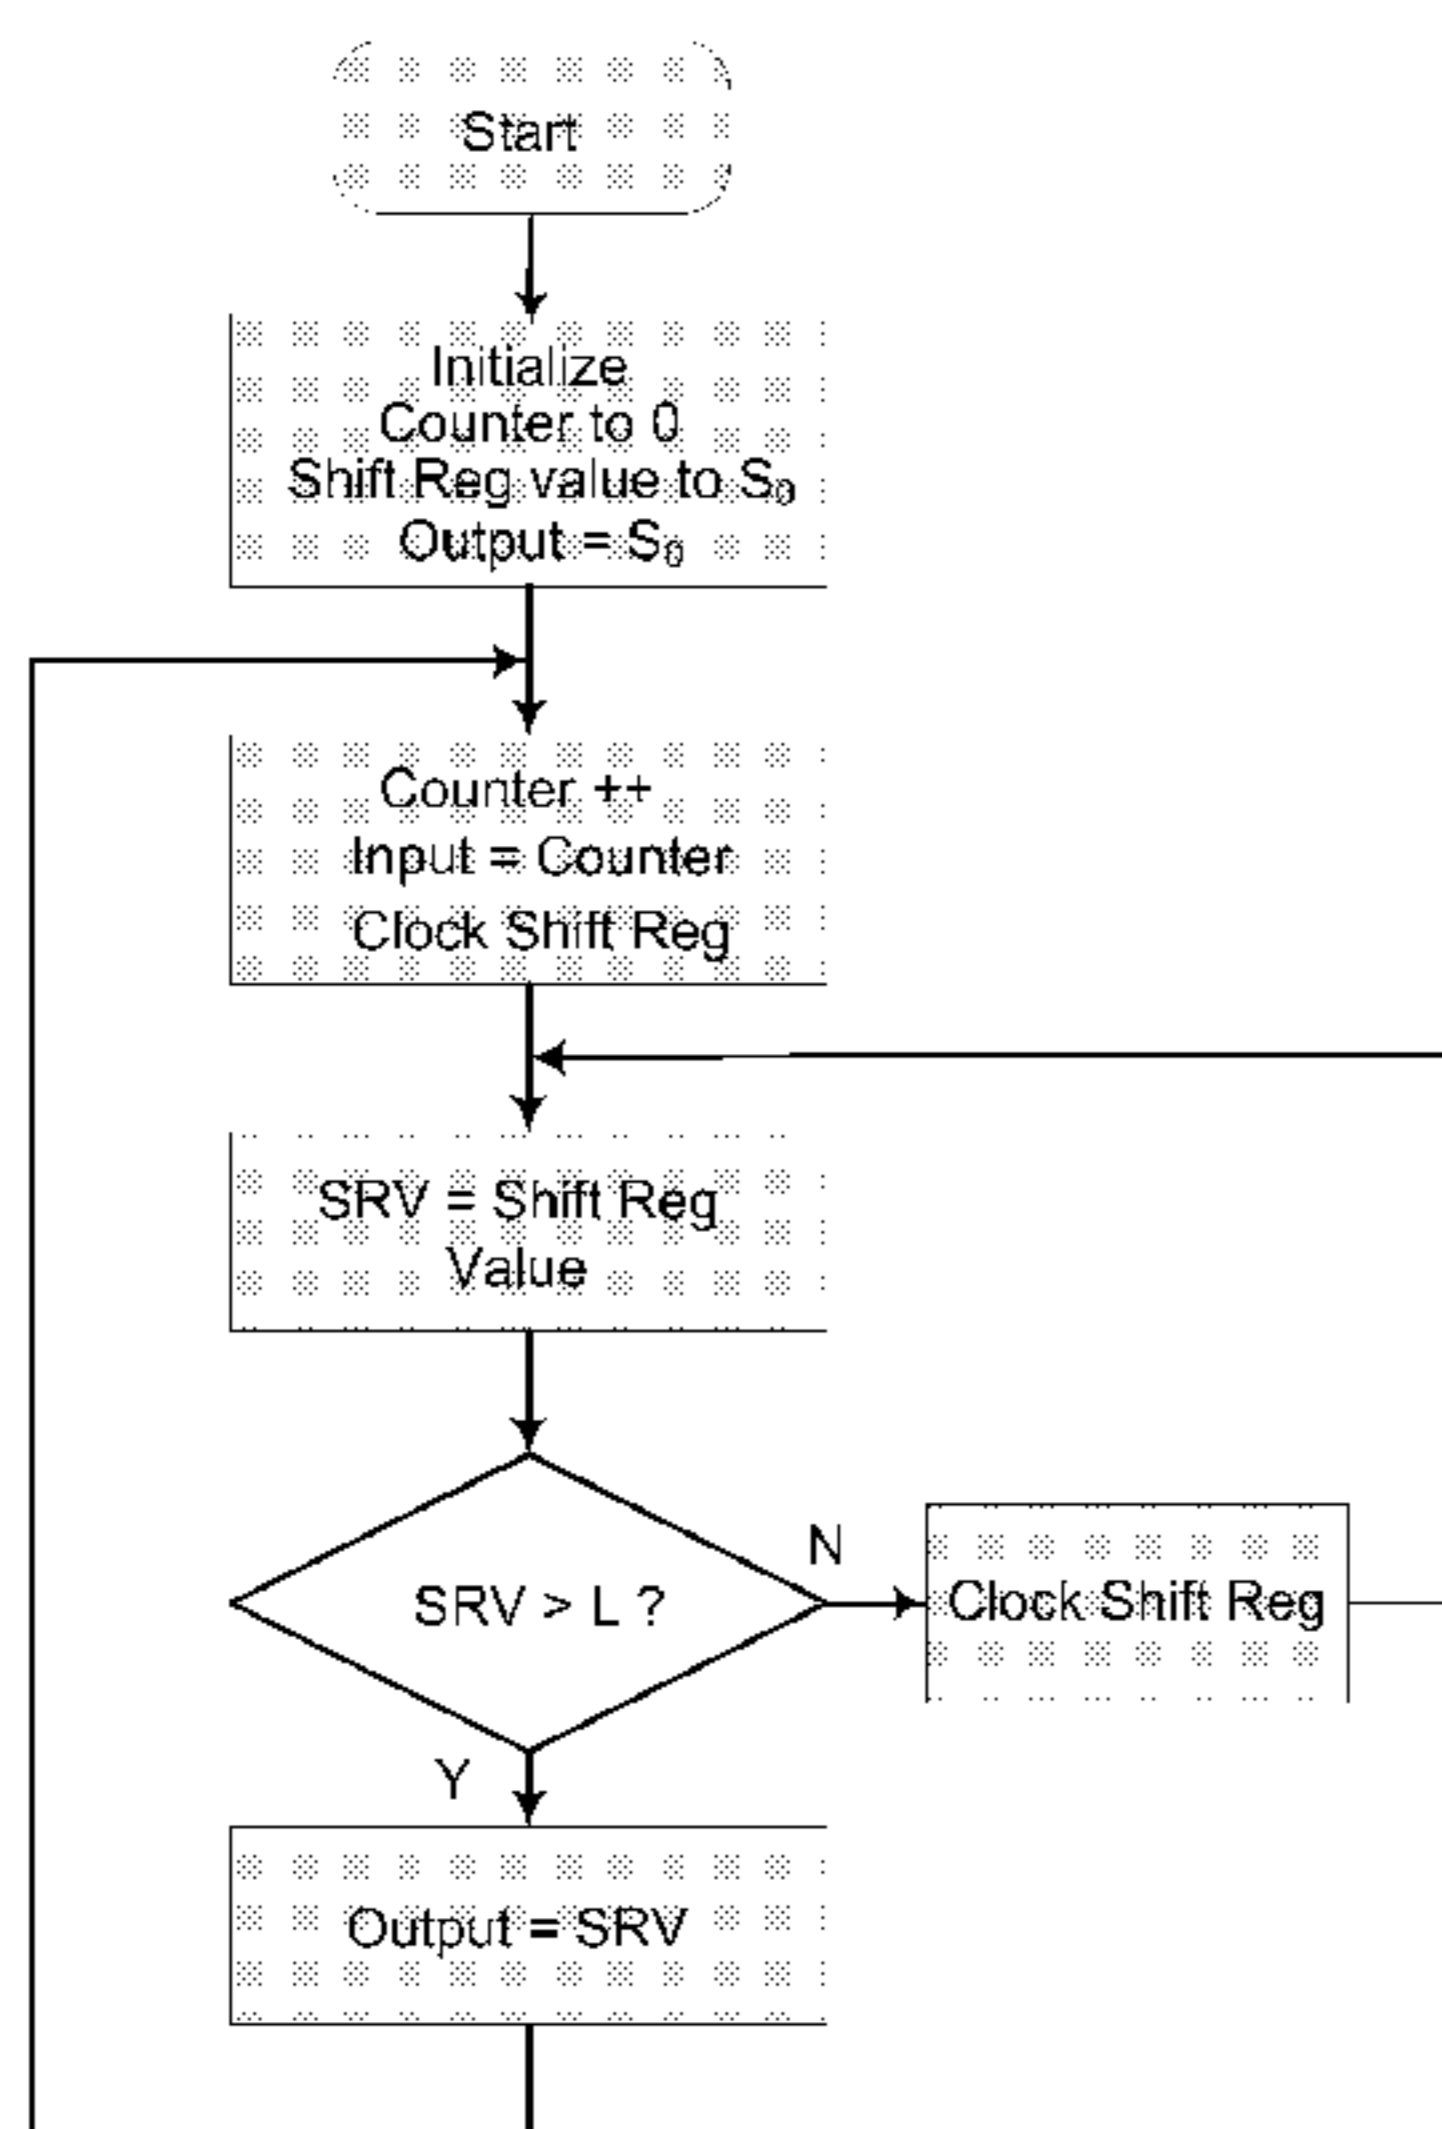 Start
Initialize
Counter to 0
Shift Reg value to S₀
Output = S₀
Counter ++
Input = Counter
Clock Shift Reg
SRV = Shift Reg
Value
SRV > L ?
N
Clock Shift Reg
Y
Output = SRV